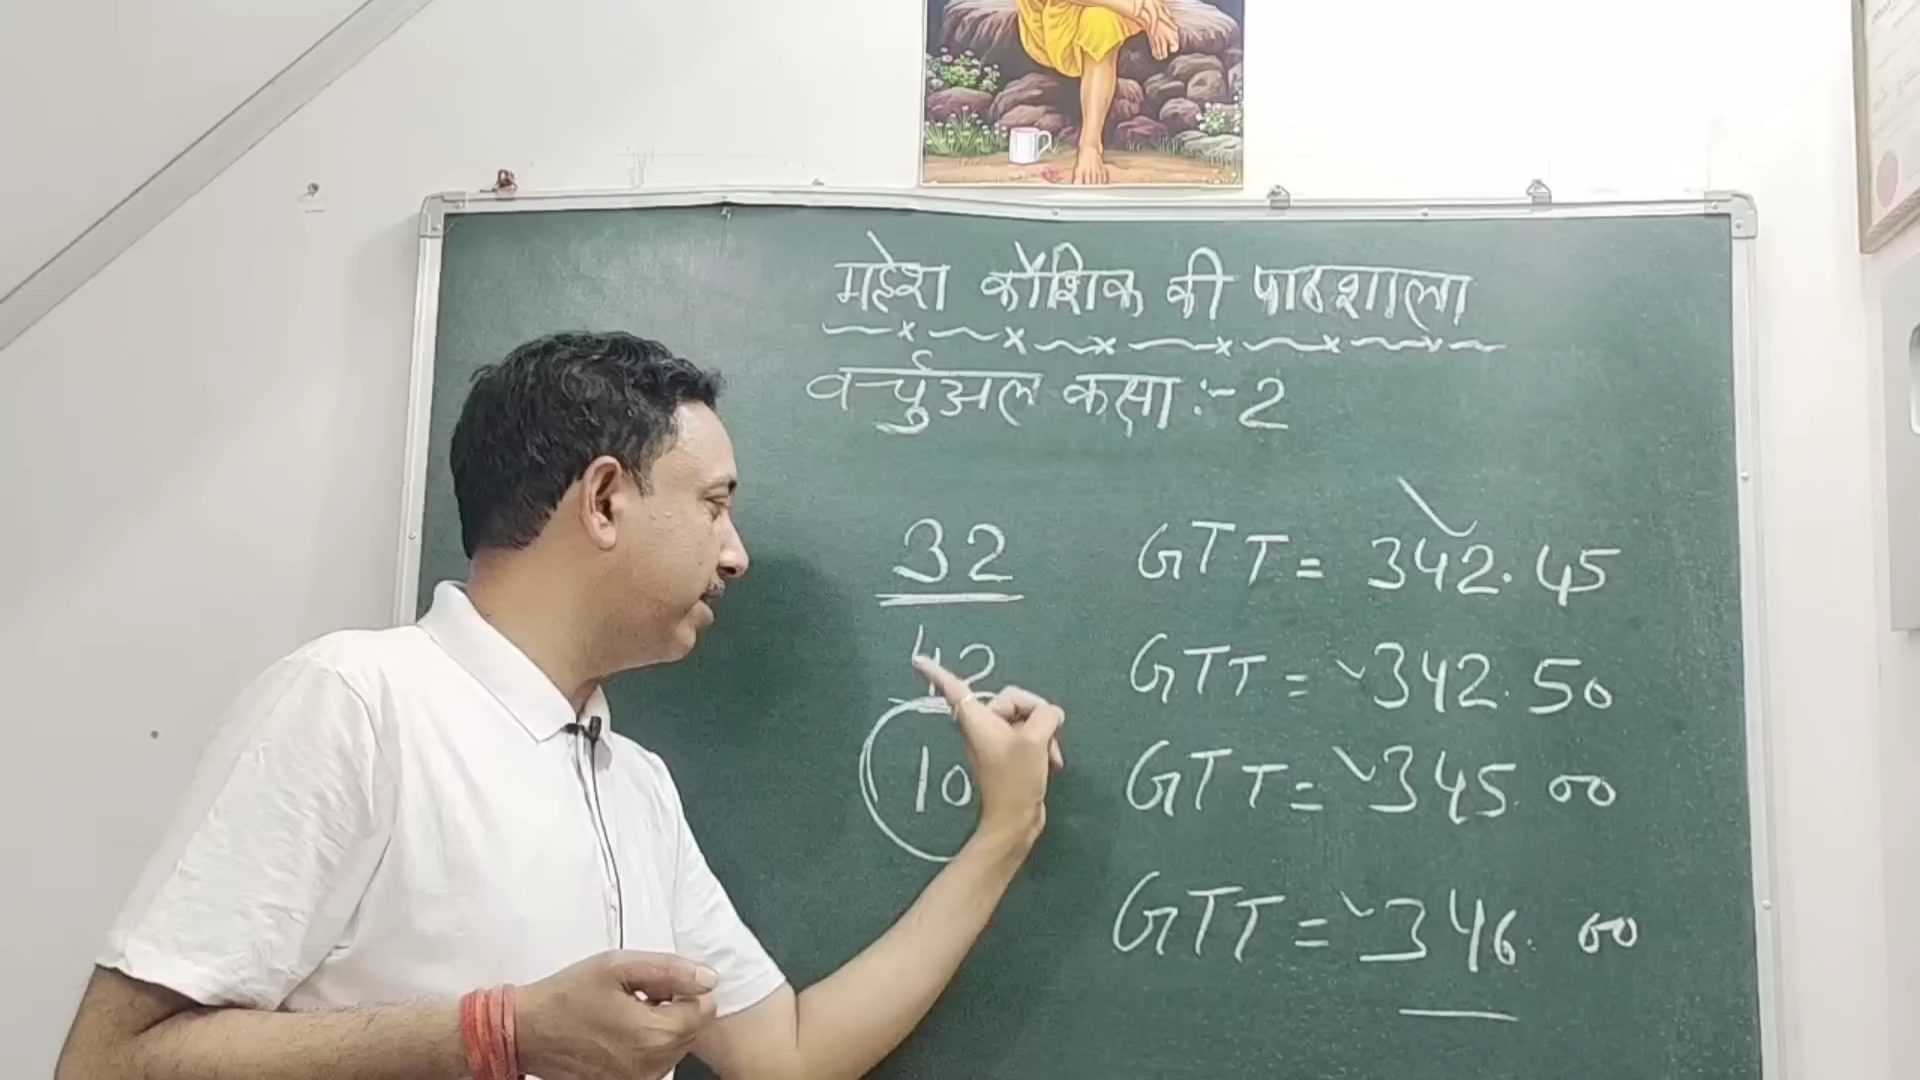 महेश कौशिक की पाठशाला
वर्चुअल कक्षा :- 2
32 GTT = 342.45
42 GTT = 342.50
10 GTT = 345.00
GTT = 346.00